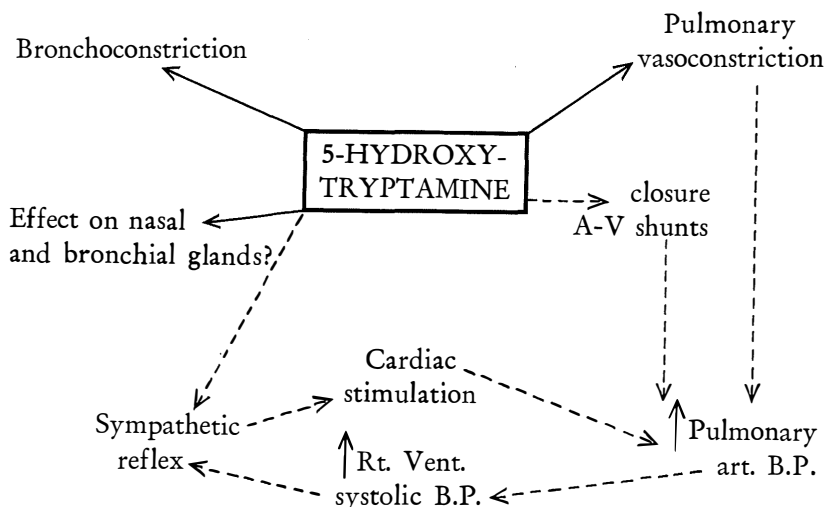 Bronchoconstriction
Pulmonary
vasoconstriction
5-HYDROXY-
TRYPTAMINE
Effect on nasal
and bronchial glands?
closure
A-V shunts
Cardiac
stimulation
Sympathetic
reflex
Rt. Vent.
systolic B.P.
Pulmonary
art. B.P.